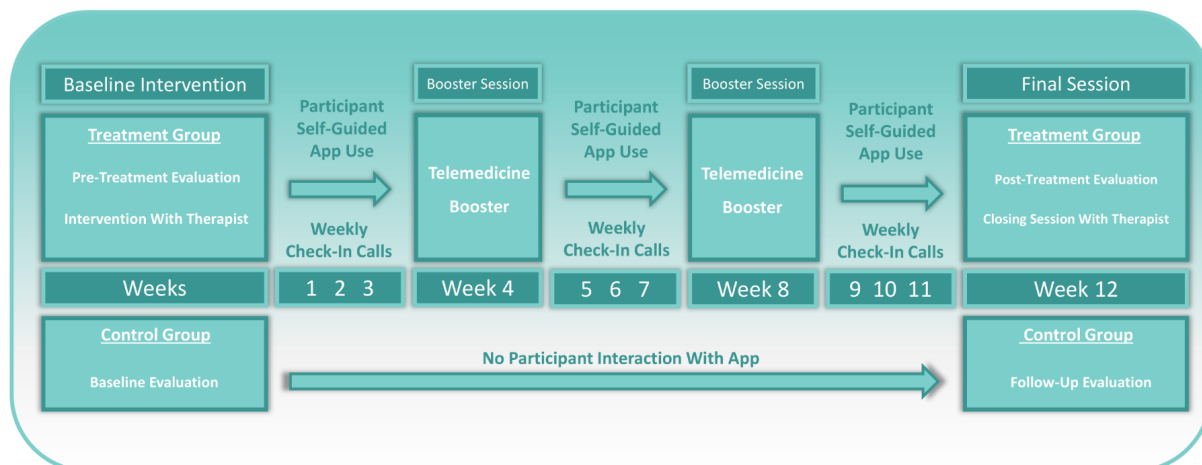 Baseline Intervention
Treatment Group
Pre-Treatment Evaluation
Intervention With Therapist
Participant
Self-Guided
App Use
Weekly
Check-In Calls
Booster Session
Telemedicine
Booster
Participant
Self-Guided
App Use
Weekly
Check-In Calls
Booster Session
Telemedicine
Booster
Participant
Self-Guided
App Use
Weekly
Check-In Calls
Final Session
Treatment Group
Post-Treatment Evaluation
Closing Session With Therapist
Weeks
1 2 3
Week 4
5 6 7
Week 8
9 10 11
Week 12
Control Group
Baseline Evaluation
No Participant Interaction With App
Control Group
Follow-Up Evaluation